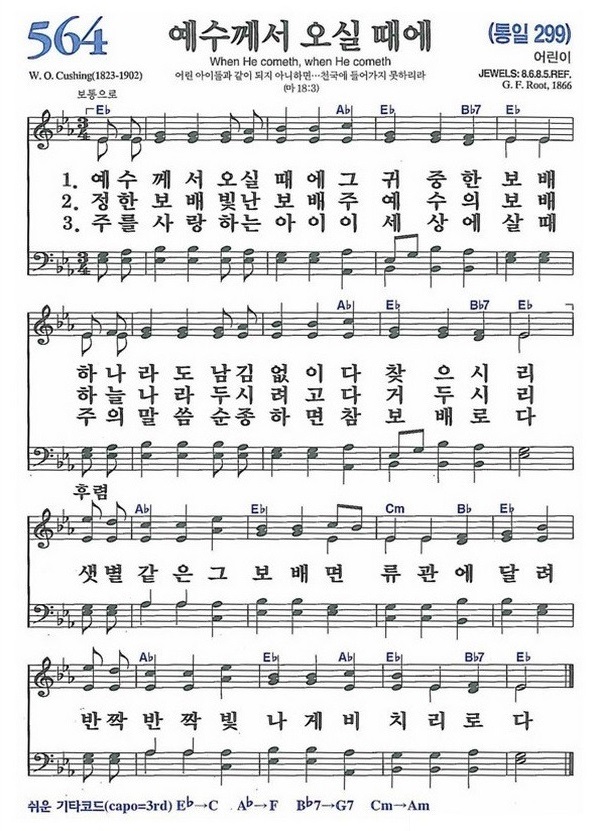 564
예수께서 오실 때에
(통일 299)
When He cometh, when He cometh
어린이
W. O. Cushing(1823-1902)
어린 아이들과 같이 되지 아니하면…천국에 들어가지 못하리라
JEWELS: 8.6.8.5.REF.
(마 18:3)
G. F. Root, 1866
보통으로
E♭ A♭ E♭ B♭7 E♭
1. 예수께서오실때에그귀중한보배
2. 정한보배빛난보배주예수의보배
3. 주를사랑하는아이이세상에살때
A♭ E♭ B♭7 E♭
하나라도남김없이다찾으시리
하늘나라두시려고다거두시리
주의말씀순종하면참보배로다
후렴
A♭ E♭ Cm B♭ E♭
샛별같은그보배면류관에달려
A♭ E♭ A♭ E♭ B♭7 E♭
반짝반짝빛나게비치리로다
쉬운 기타코드(capo=3rd) E♭→C A♭→F B♭7→G7 Cm→Am